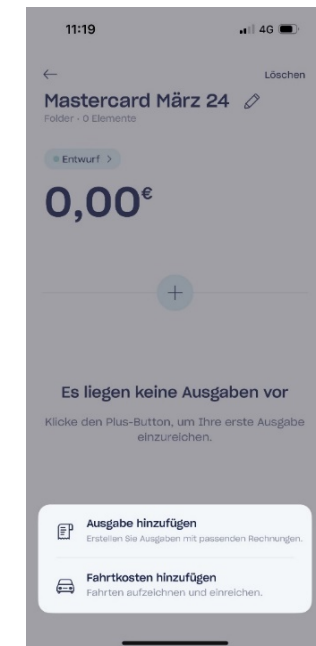 11:19
4G
Löschen
Mastercard März 24
Folder - 0 Elemente
Entwurf >
0,00€
Es liegen keine Ausgaben vor
Klicke den Plus-Button, um Ihre erste Ausgabe
einzureichen.
Ausgabe hinzufügen
Erstellen Sie Ausgaben mit passenden Rechnungen.
Fahrtkosten hinzufügen
Fahrten aufzeichnen und einreichen.